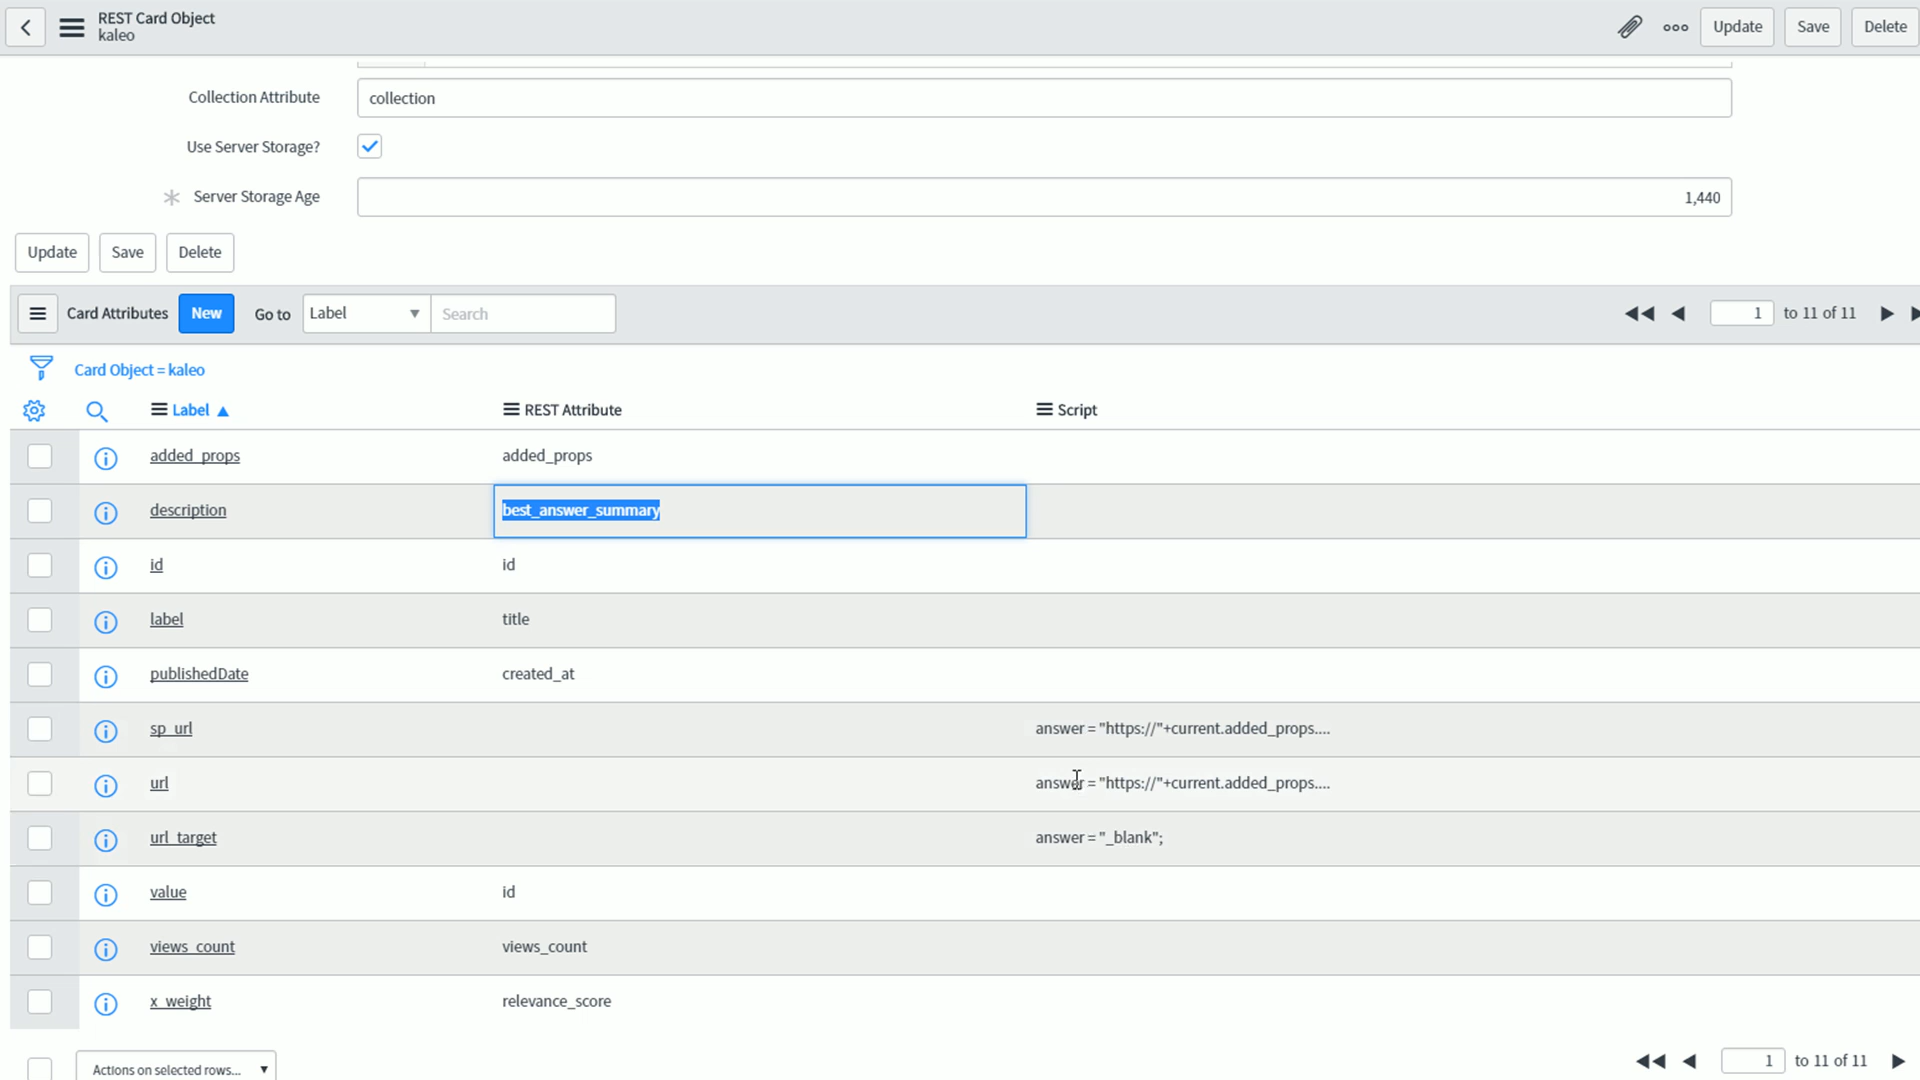 REST Card Object
kaleo
Update
Save
Delete
Collection Attribute
collection
Use Server Storage?
Server Storage Age
1,440
Update
Save
Delete
Card Attributes
New
Go to
Label
Search
1
to 11 of 11
Card Object = kaleo
Label
REST Attribute
Script
added_props
added_props
description
best_answer_summary
id
id
label
title
publishedDate
created_at
sp_url
answer = "https://"+current.added_props....
url
answer = "https://"+current.added_props....
url_target
answer = "_blank";
value
id
views_count
views_count
x_weight
relevance_score
Actions on selected rows...
1
to 11 of 11